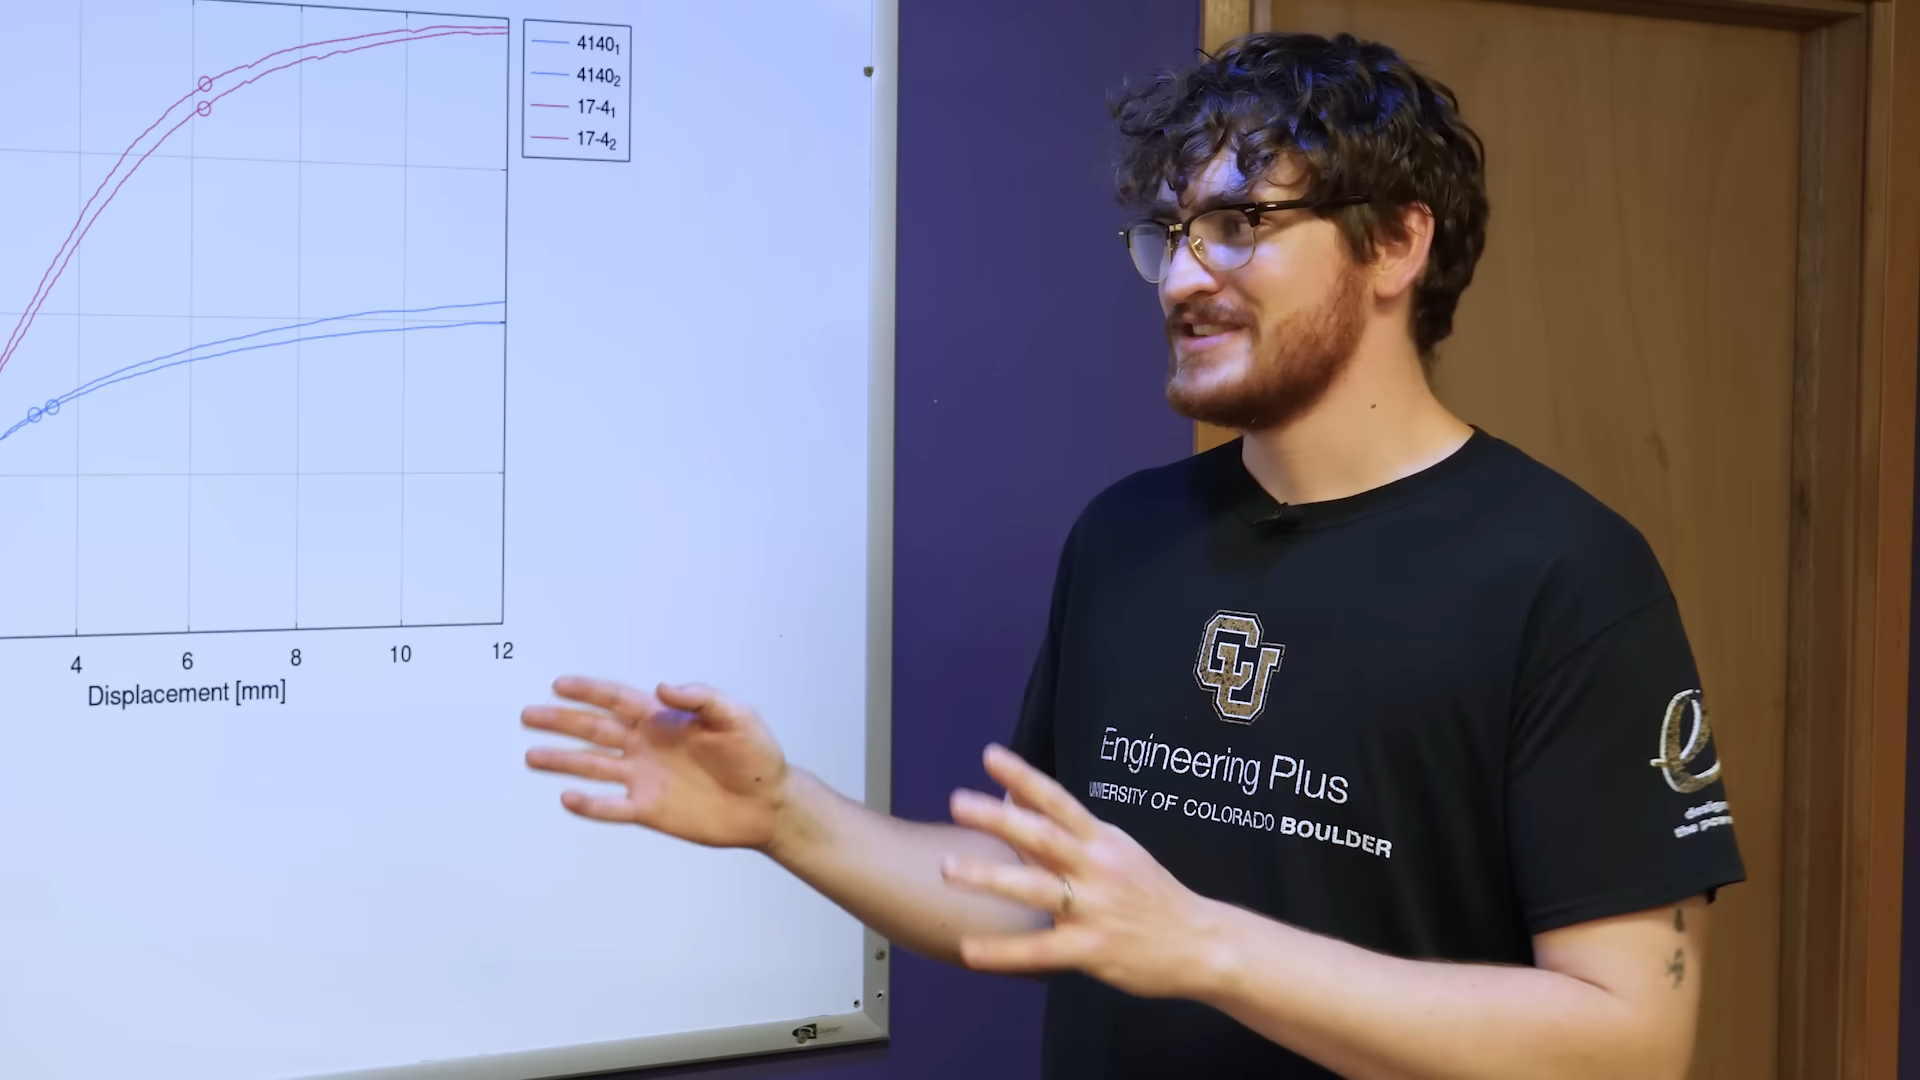 4140₁
4140₂
17-4₁
17-4₂
4 6 8 10 12
Displacement [mm]
CU
Engineering Plus
UNIVERSITY OF COLORADO BOULDER
the